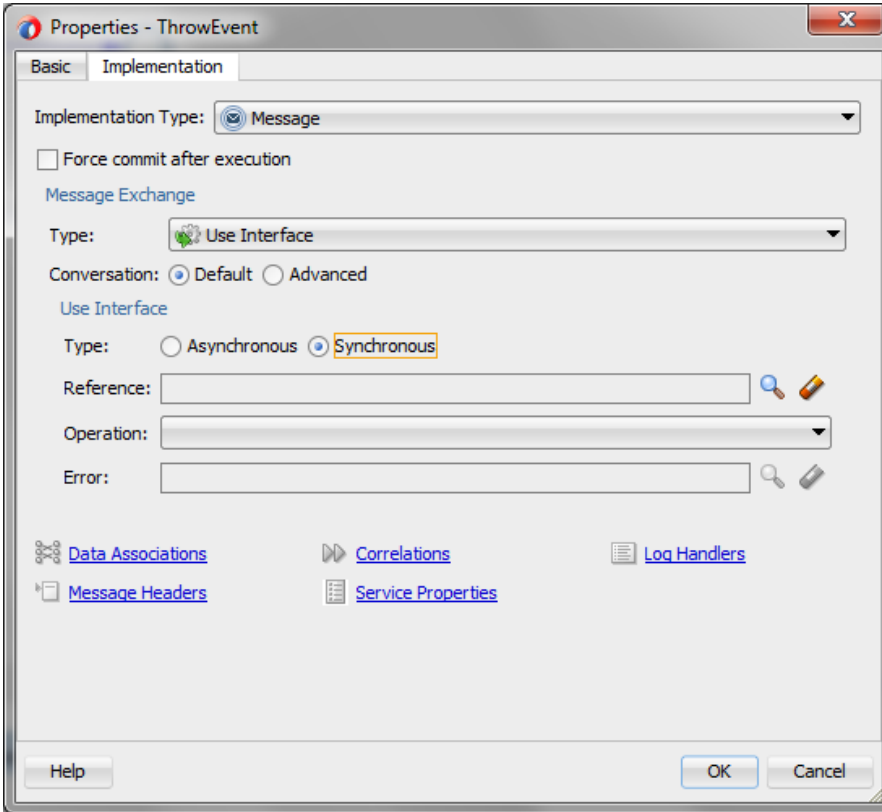 Properties - ThrowEvent
Basic Implementation
Implementation Type: Message
Force commit after execution
Message Exchange
Type: Use Interface
Conversation: Default Advanced
Use Interface
Type: Asynchronous Synchronous
Reference:
Operation:
Error:
Data Associations Correlations Log Handlers
Message Headers Service Properties
Help OK Cancel